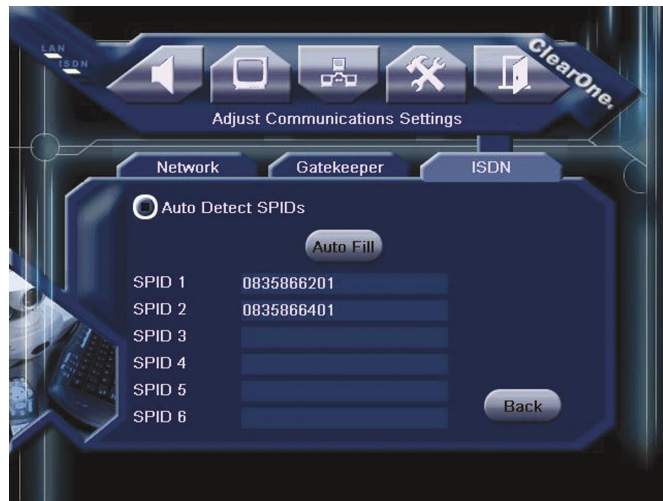 LAN
ISDN
ClearOne.
Adjust Communications Settings
Network Gatekeeper ISDN
Auto Detect SPIDs
Auto Fill
SPID 1 0835866201
SPID 2 0835866401
SPID 3
SPID 4
SPID 5
SPID 6
Back